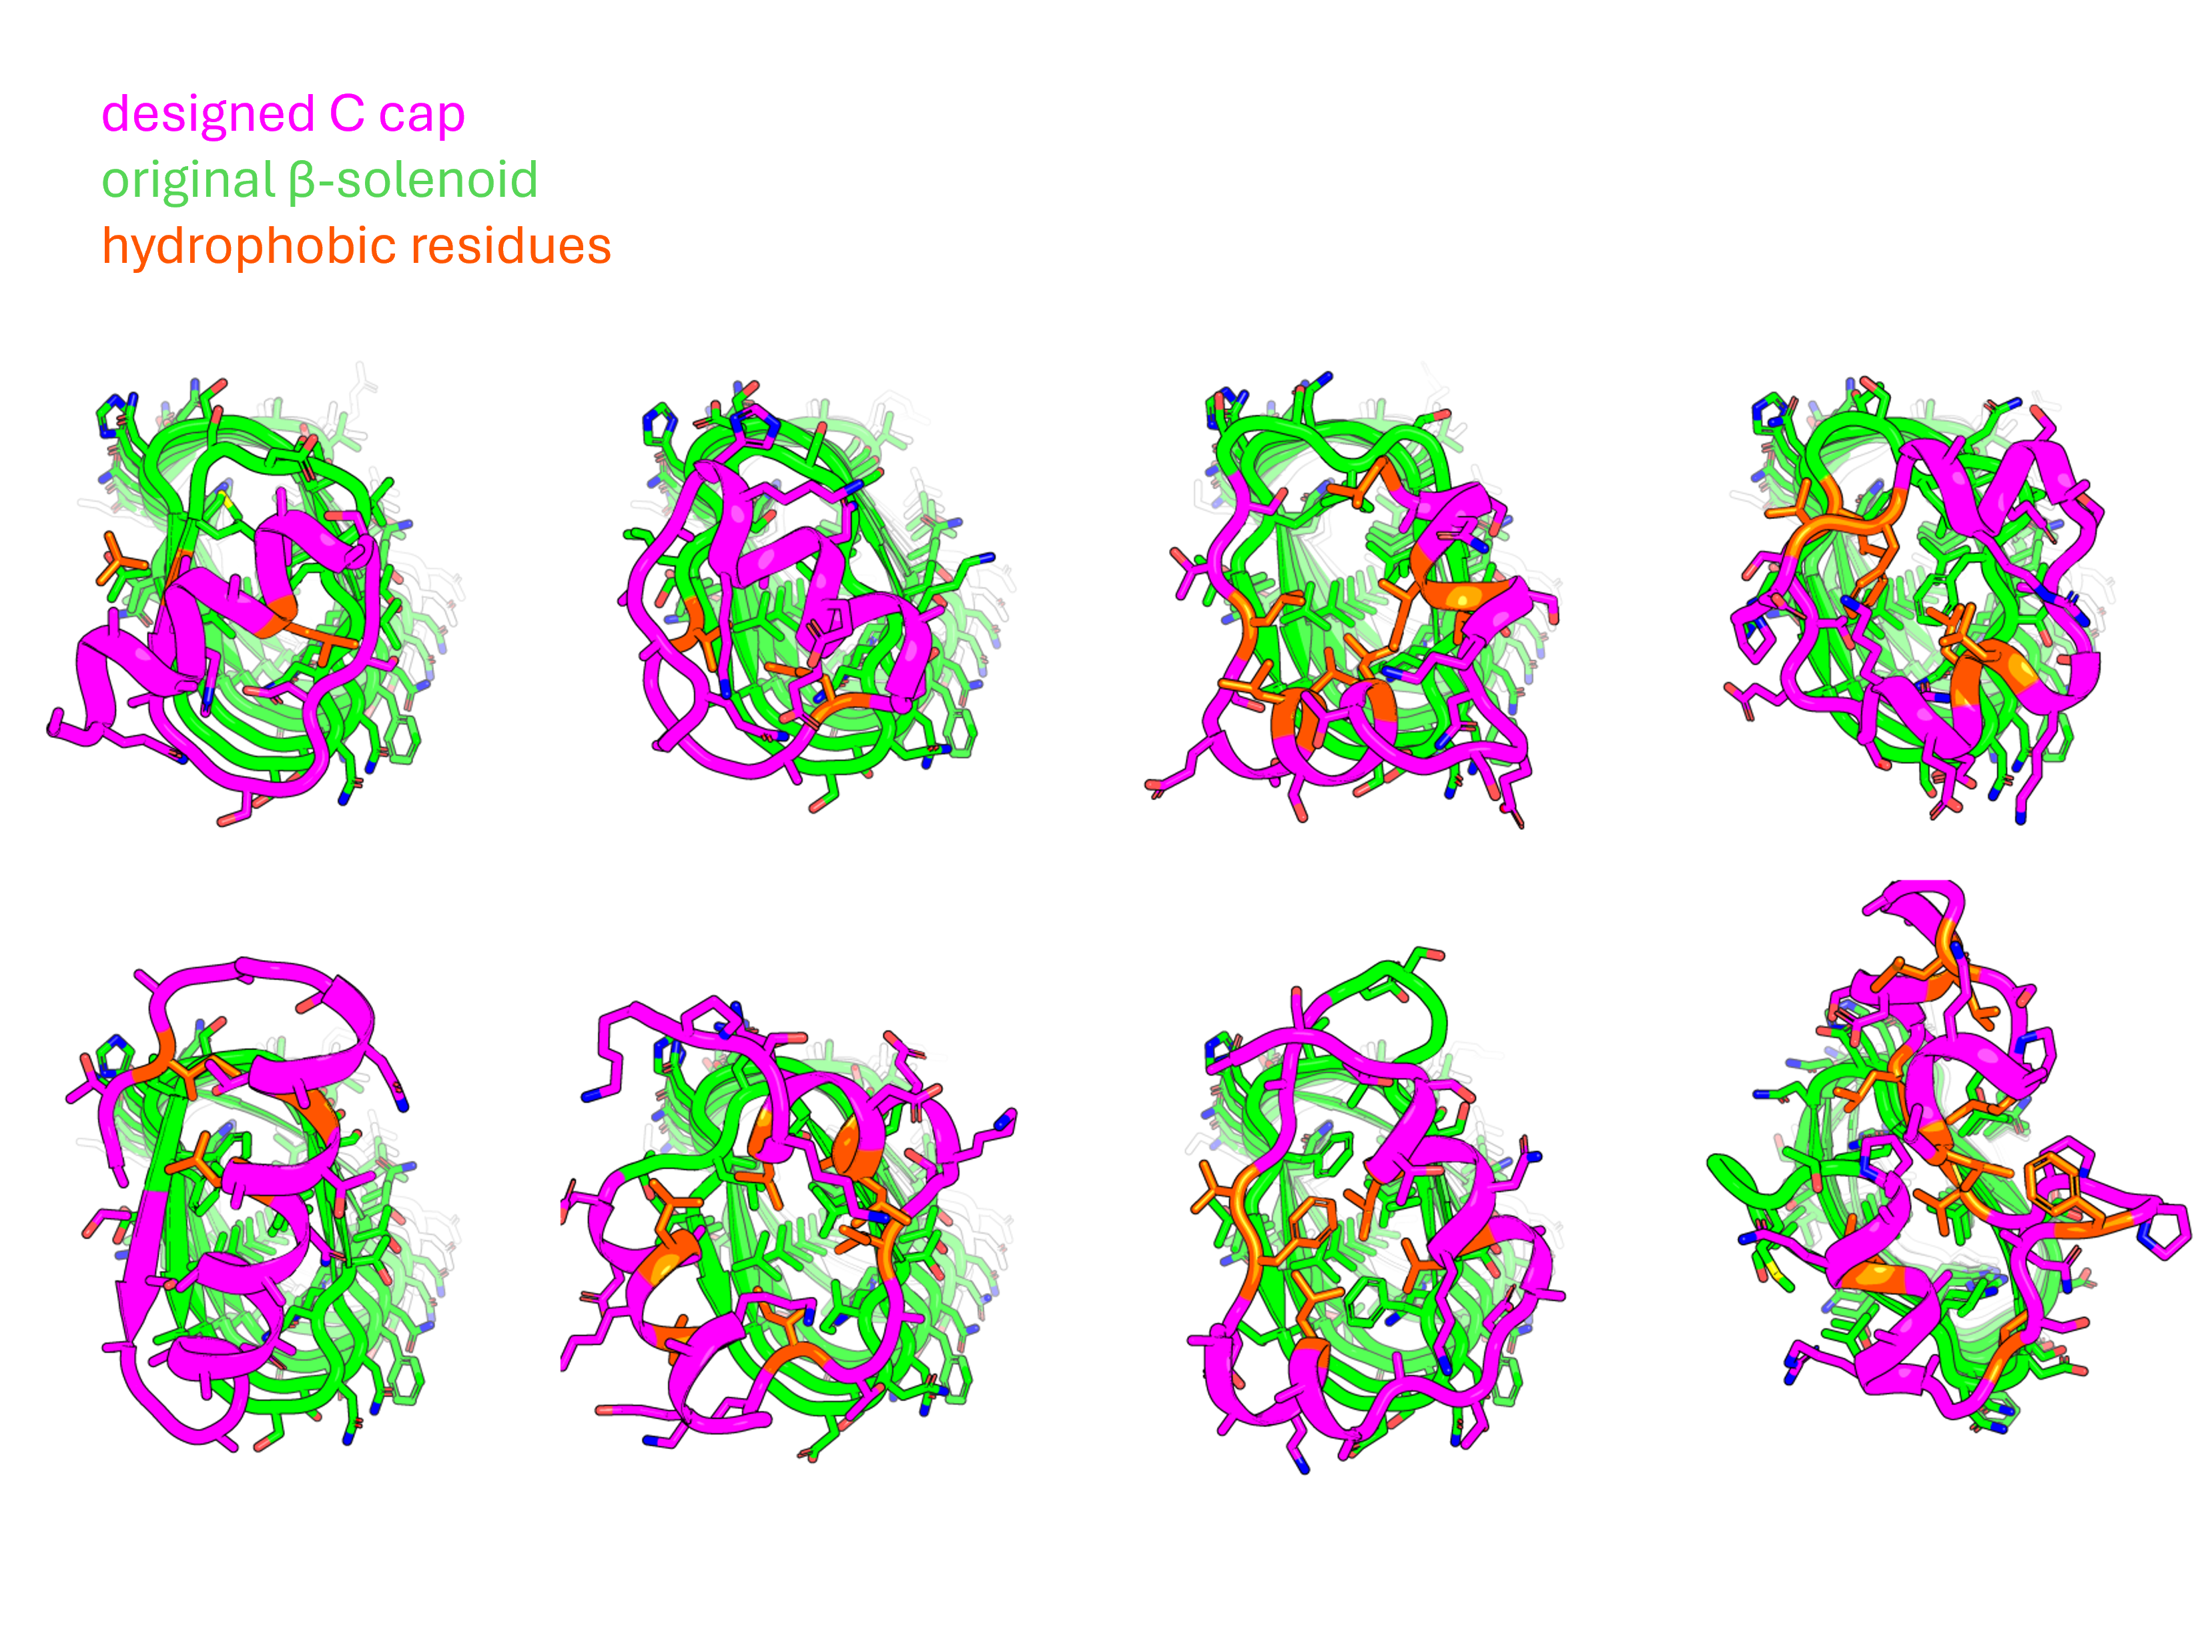 designed C cap
original β-solenoid
hydrophobic residues